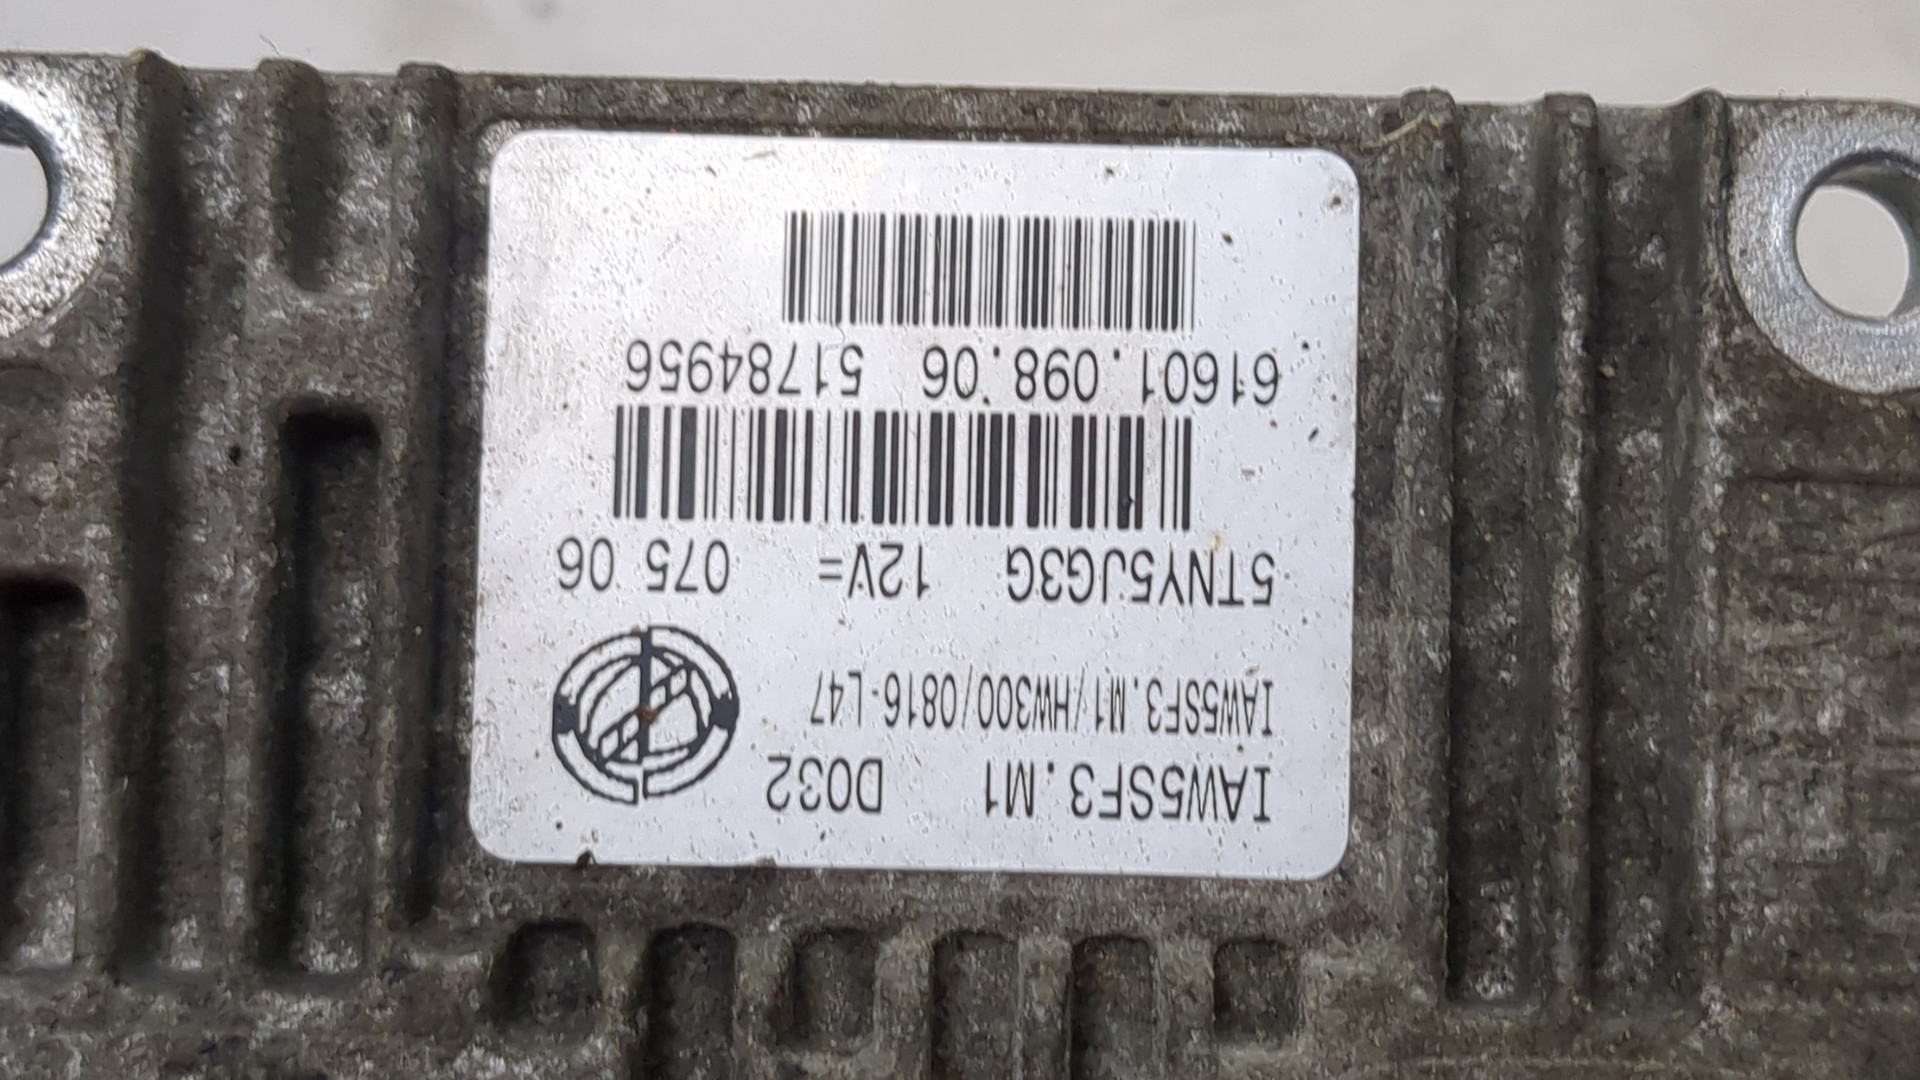 IAW5SF3.M1 D032
IAW5SF3.M1/HW300/0816-L47
5TNY5JG3G 12V= 075 06
61601.098.06 51784956